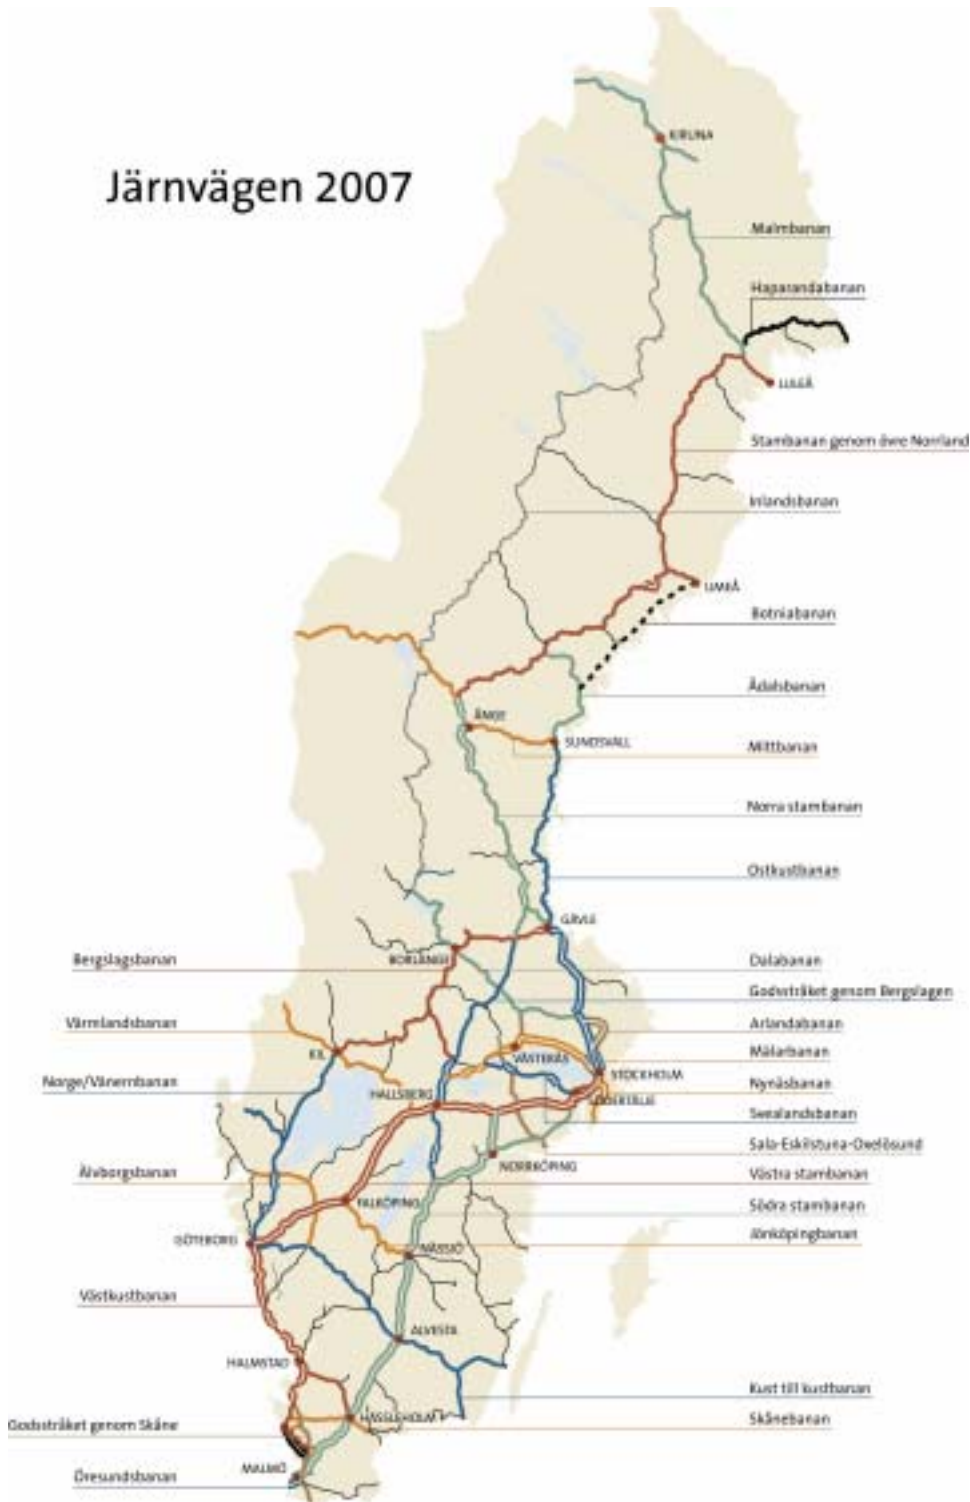 Järnvägen 2007
KIRUNA
Malmbanan
Haparandabanan
LULEÅ
Stambanan genom övre Norrland
Inlandsbanan
UMEÅ
Botniabanan
Ådalsbanan
ÅNGE
SUNDSVALL
Mittbanan
Norra stambanan
Ostkustbanan
GÄVLE
Bergslagsbanan
BORLÄNGE
Dalabanan
Godsstråket genom Bergslagen
Värmlandsbanan
Arlandabanan
KIL
VÄSTERÅS
Mälarbanan
STOCKHOLM
Norge/Vänernbanan
HALLSBERG
Nynäsbanan
SÖDERTÄLJE
Svealandsbanan
Sala-Eskilstuna-Oxelösund
NORRKÖPING
Älvborgsbanan
Västra stambanan
FALKÖPING
Södra stambanan
GÖTEBORG
Jönköpingbanan
NÄSSJÖ
Västkustbanan
ALVESTA
HALMSTAD
Kust till kustbanan
HÄSSLEHOLM
Skånebanan
Godsstråket genom Skåne
MALMÖ
Öresundsbanan